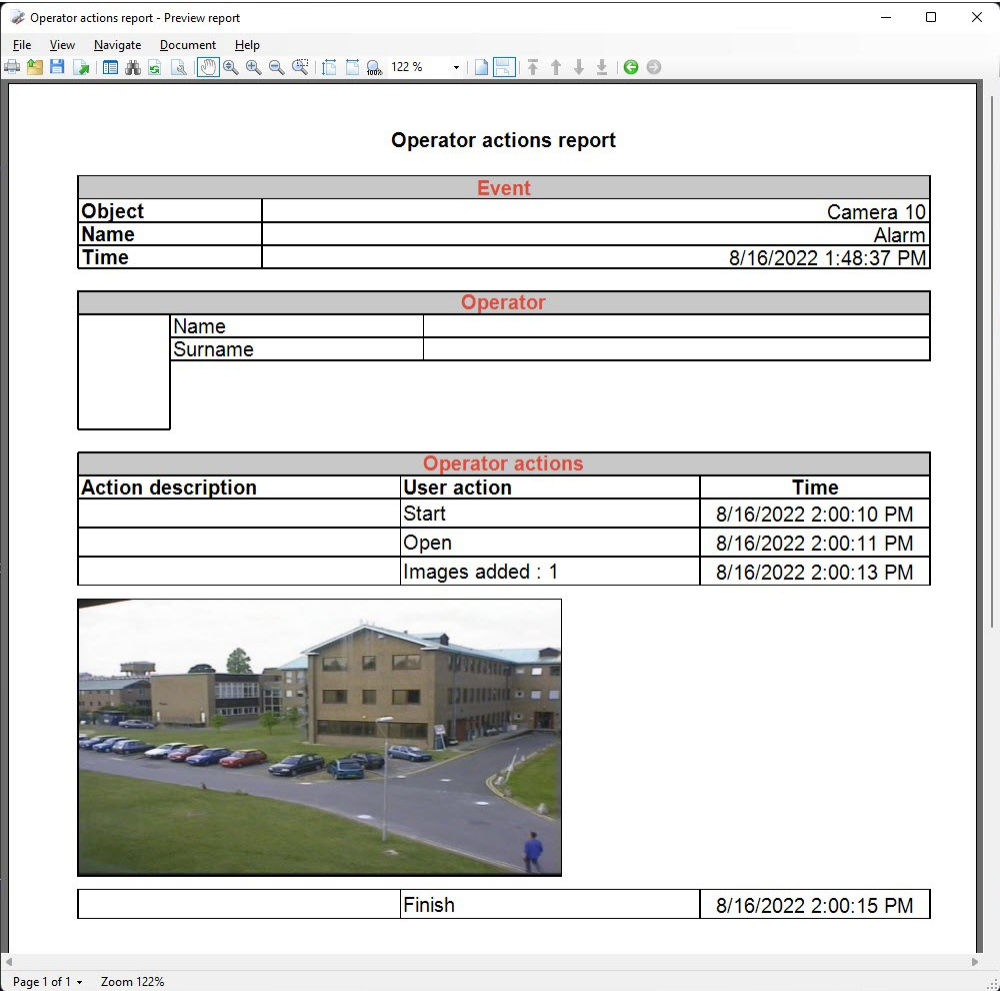 Operator actions report - Preview report
File View Navigate Document Help
100% 122 %
Operator actions report
Event
Object Camera 10
Name Alarm
Time 8/16/2022 1:48:37 PM
Operator
Name
Surname
Operator actions
Action description User action Time
Start 8/16/2022 2:00:10 PM
Open 8/16/2022 2:00:11 PM
Images added : 1 8/16/2022 2:00:13 PM
Finish 8/16/2022 2:00:15 PM
Page 1 of 1 Zoom 122%